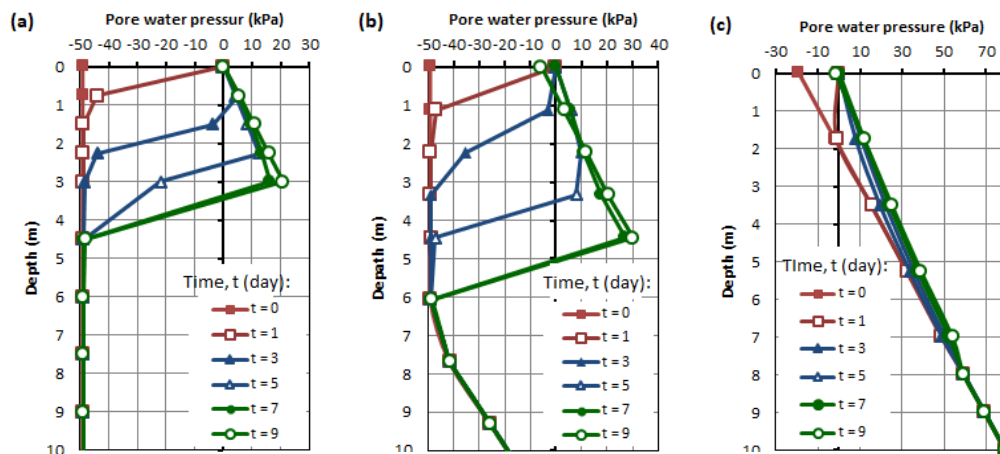 (a)
Pore water pressur (kPa)
-50 -40 -30 -20 -10 0 10 20 30
0
1
2
3
4
5
6
7
8
9
10
Depth (m)
Time, t (day):
t = 0
t = 1
t = 3
t = 5
t = 7
t = 9
(b)
Pore water pressure (kPa)
-50 -40 -30 -20 -10 0 10 20 30 40
0
1
2
3
4
5
6
7
8
9
10
Depath (m)
Time, t (day):
t = 0
t = 1
t = 3
t = 5
t = 7
t = 9
(c)
Pore water pressure (kPa)
-30 -10 10 30 50 70
0
1
2
3
4
5
6
7
8
9
10
Depth (m)
TIme, t (day):
t = 0
t = 1
t = 3
t = 5
t = 7
t = 9